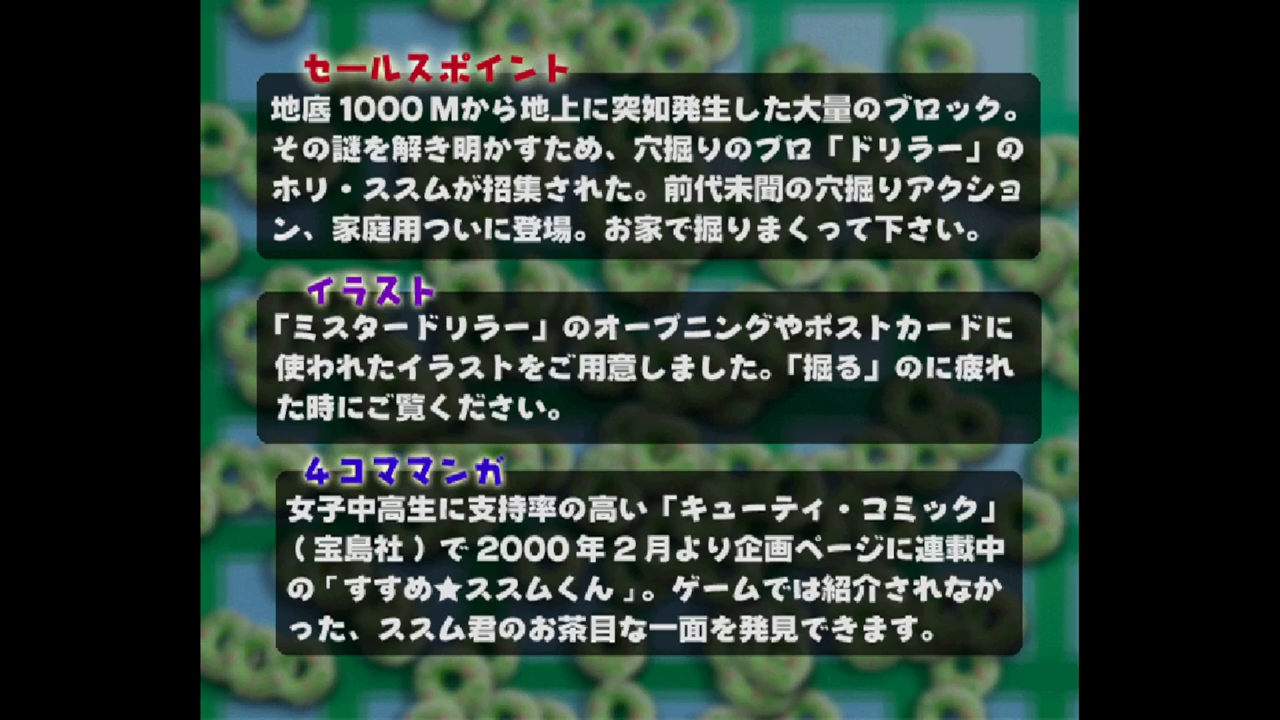 セールスポイント
地底1000Mから地上に突如発生した大量のブロック。
その謎を解き明かすため、穴掘りのプロ「ドリラー」の
ホリ・ススムが招集された。前代未聞の穴掘りアクショ
ン、家庭用ついに登場。お家で掘りまくって下さい。
イラスト
「ミスタードリラー」のオープニングやポストカードに
使われたイラストをご用意しました。「掘る」のに疲れ
た時にご覧ください。
4コママンガ
女子中高生に支持率の高い「キューティ・コミック」
(宝島社)で2000年2月より企画ページに連載中
の「すすめ★ススムくん」。ゲームでは紹介されなか
った、ススム君のお茶目な一面を発見できます。